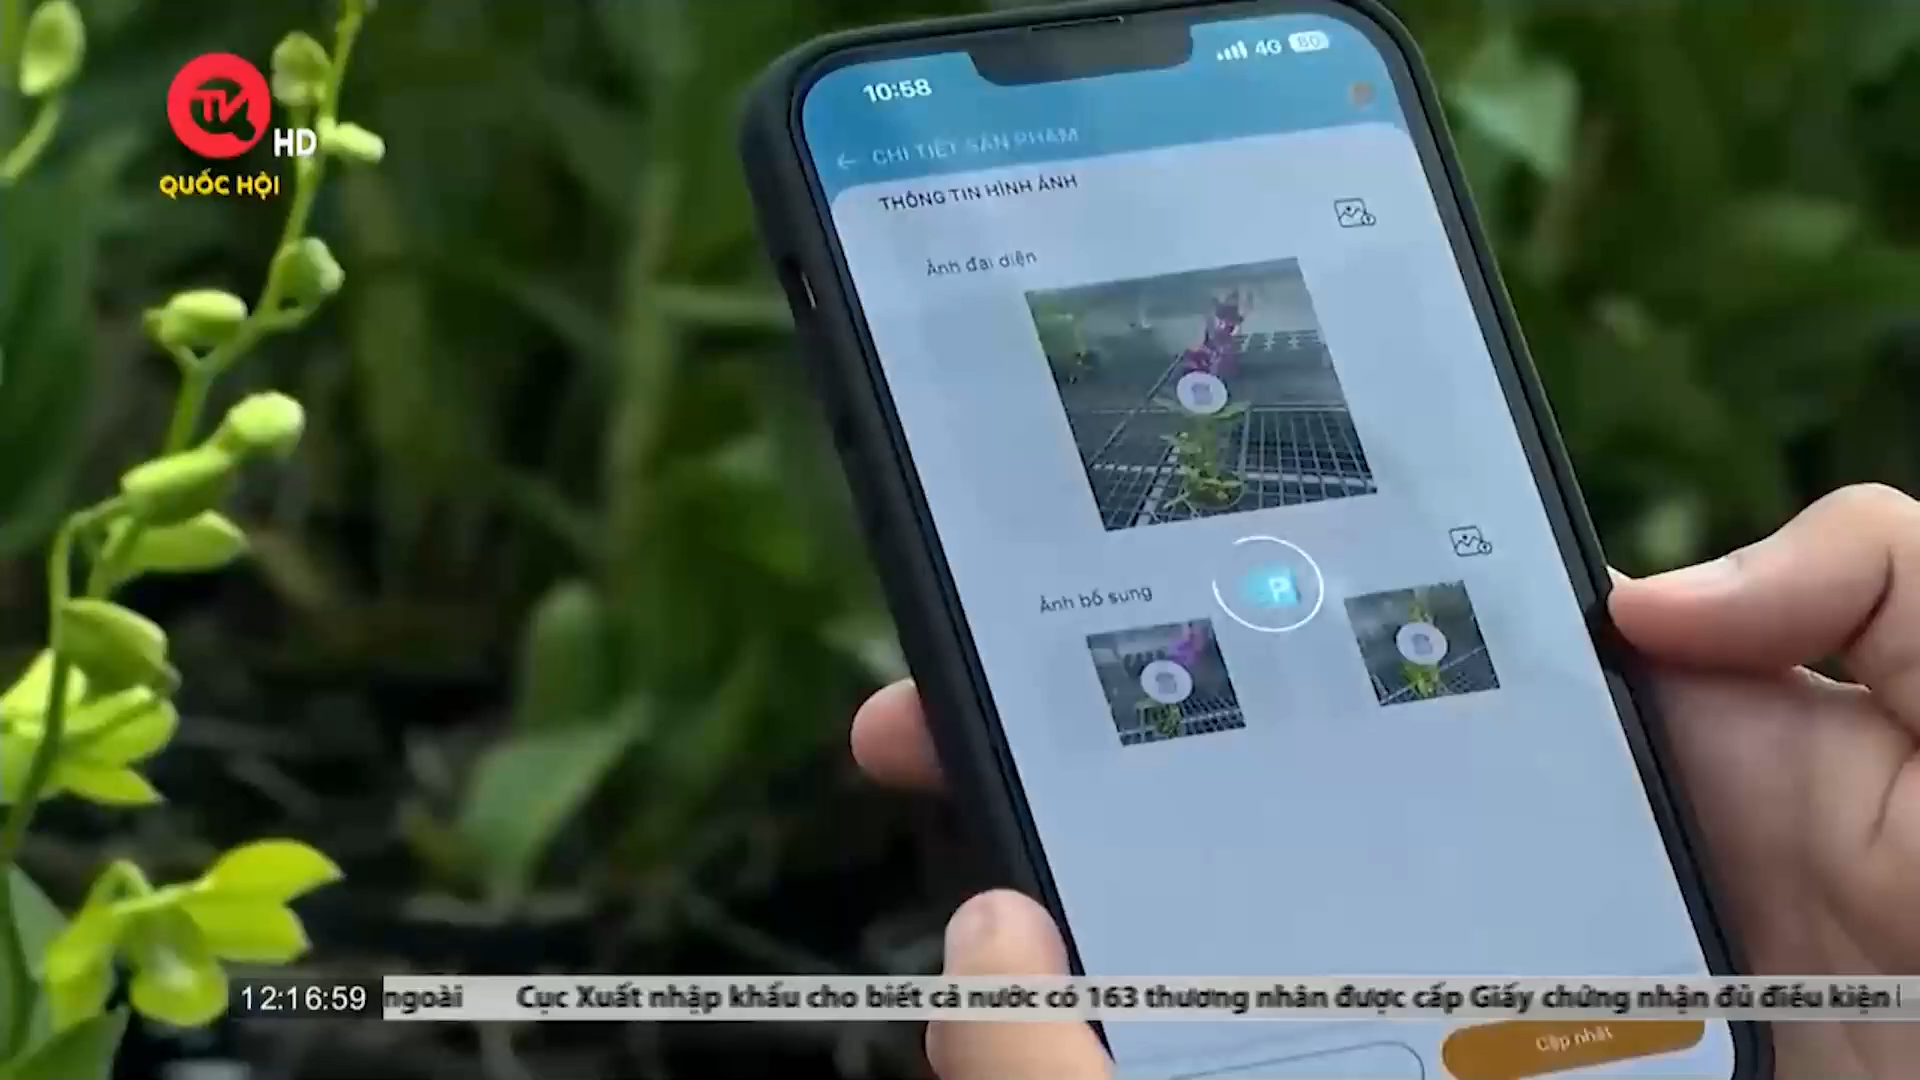 TV
HD
QUỐC HỘI
10:58
4G 80
CHI TIẾT SẢN PHẨM
THÔNG TIN HÌNH ẢNH
Ảnh đại diện
Ảnh bổ sung
P
Cập nhật
12:16:59
ngoài Cục Xuất nhập khẩu cho biết cả nước có 163 thương nhân được cấp Giấy chứng nhận đủ điều kiện